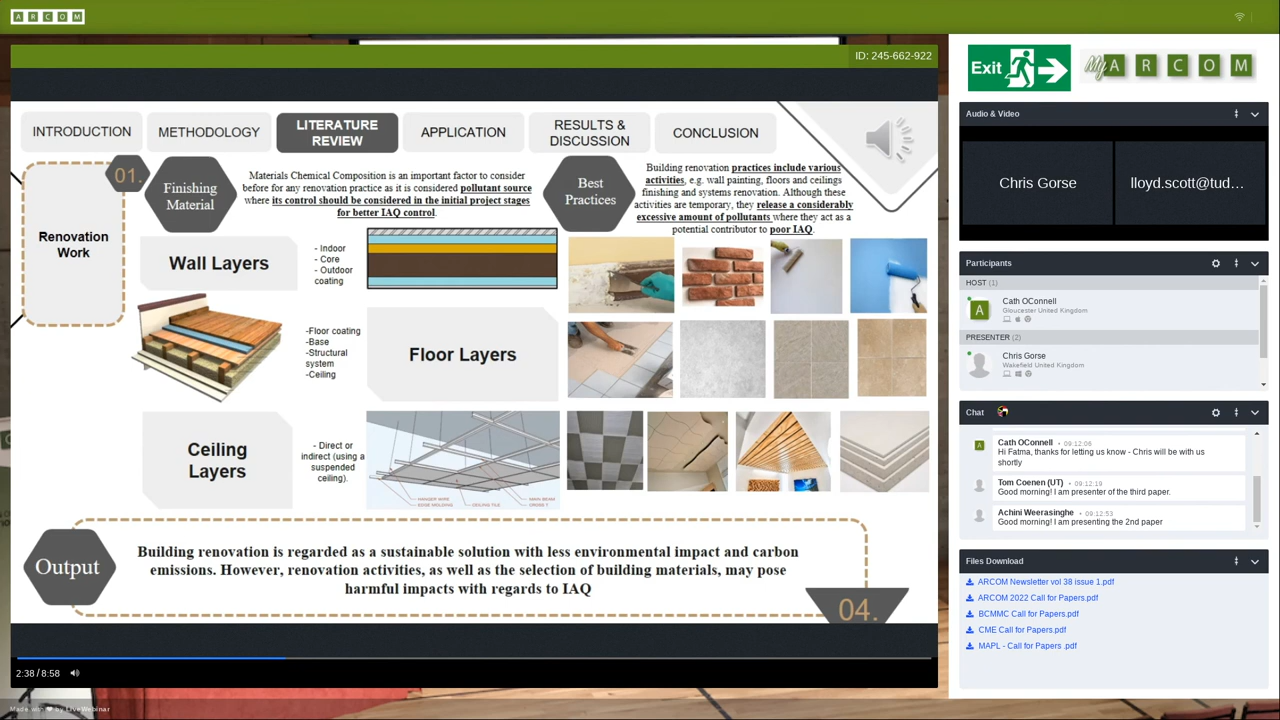 A R C O M
ID: 245-662-922
Exit
My A R C O M
INTRODUCTION
METHODOLOGY
LITERATURE
REVIEW
APPLICATION
RESULTS &
DISCUSSION
CONCLUSION
01.
Renovation
Work
Finishing
Material
Materials Chemical Composition is an important factor to consider
before for any renovation practice as it is considered pollutant source
where its control should be considered in the initial project stages
for better IAQ control.
Best
Practices
Building renovation practices include various
activities, e.g. wall painting, floors and ceilings
finishing and systems renovation. Although these
activities are temporary, they release a considerably
excessive amount of pollutants where they act as a
potential contributor to poor IAQ.
Wall Layers
- Indoor
- Core
- Outdoor
coating
-Floor coating
-Base
-Structural
system
-Ceiling
Floor Layers
Ceiling
Layers
- Direct or
indirect (using a
suspended
ceiling).
HANGER WIRE
EDGE MOLDING
CEILING TILE
MAIN BEAM
CROSS T
Output
Building renovation is regarded as a sustainable solution with less environmental impact and carbon
emissions. However, renovation activities, as well as the selection of building materials, may pose
harmful impacts with regards to IAQ
04.
2:38 / 8:58
Made with ❤ by LiveWebinar
Audio & Video
Chris Gorse
lloyd.scott@tud...
Participants
HOST (1)
A
Cath OConnell
Gloucester United Kingdom
PRESENTER (2)
Chris Gorse
Wakefield United Kingdom
Chat
A
Cath OConnell • 09:12:06
Hi Fatma, thanks for letting us know - Chris will be with us
shortly
Tom Coenen (UT) • 09:12:19
Good morning! I am presenter of the third paper.
Achini Weerasinghe • 09:12:53
Good morning! I am presenting the 2nd paper
Files Download
ARCOM Newsletter vol 38 issue 1.pdf
ARCOM 2022 Call for Papers.pdf
BCMMC Call for Papers.pdf
CME Call for Papers.pdf
MAPL - Call for Papers .pdf